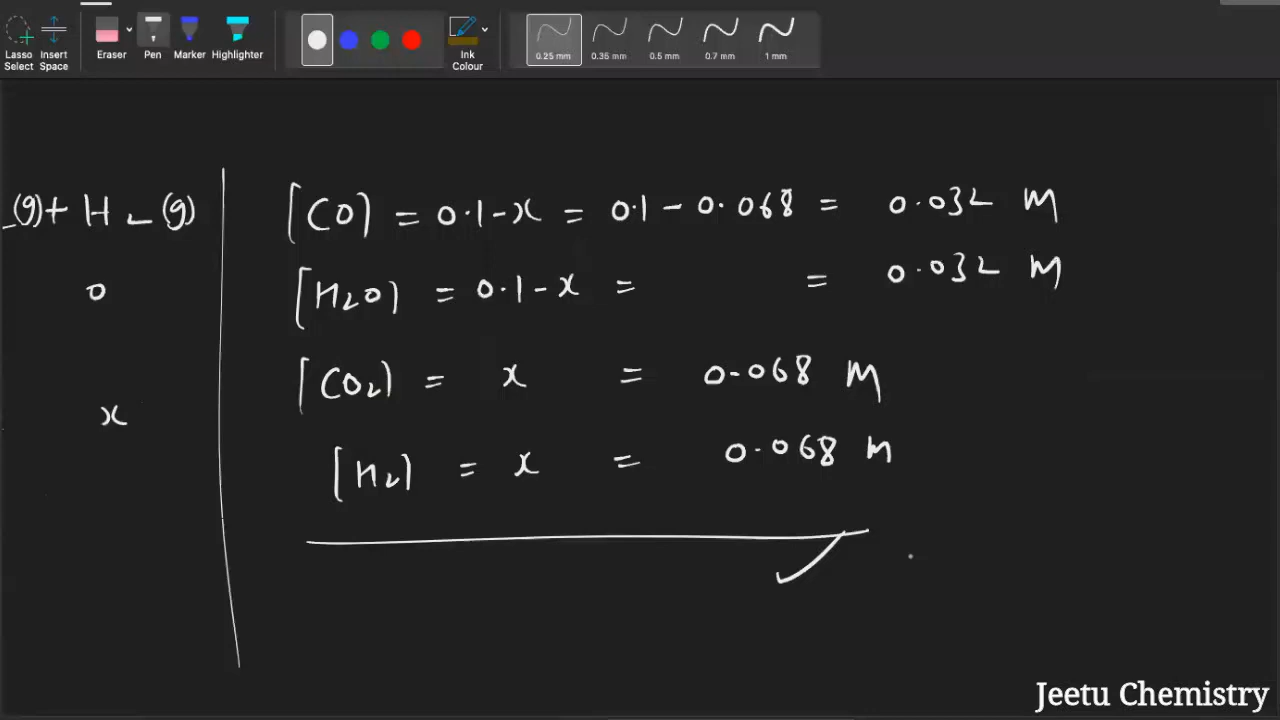 Lasso Select
Insert Space
Eraser
Pen
Marker
Highlighter
Ink Colour
0.25 mm
0.35 mm
0.5 mm
0.7 mm
1 mm
(g)+ H₂(g)
0
x
[CO] = 0.1-x = 0.1 - 0.068 = 0.032 M
[H₂O] = 0.1-x = = 0.032 M
[CO₂] = x = 0.068 M
[H₂] = x = 0.068 M
Jeetu Chemistry